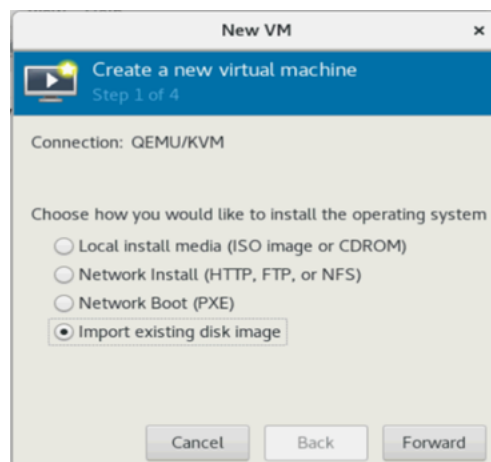 New VM
×
Create a new virtual machine
Step 1 of 4
Connection: QEMU/KVM
Choose how you would like to install the operating system
Local install media (ISO image or CDROM)
Network Install (HTTP, FTP, or NFS)
Network Boot (PXE)
Import existing disk image
Cancel Back Forward